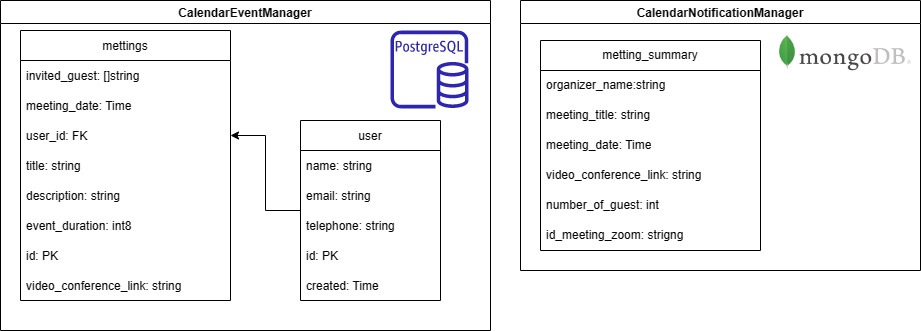 CalendarEventManager
mettings
invited_guest: []string
meeting_date: Time
user_id: FK
title: string
description: string
event_duration: int8
id: PK
video_conference_link: string
PostgreSQL
user
name: string
email: string
telephone: string
id: PK
created: Time
CalendarNotificationManager
metting_summary
organizer_name:string
meeting_title: string
meeting_date: Time
video_conference_link: string
number_of_guest: int
id_meeting_zoom: strigng
mongoDB®